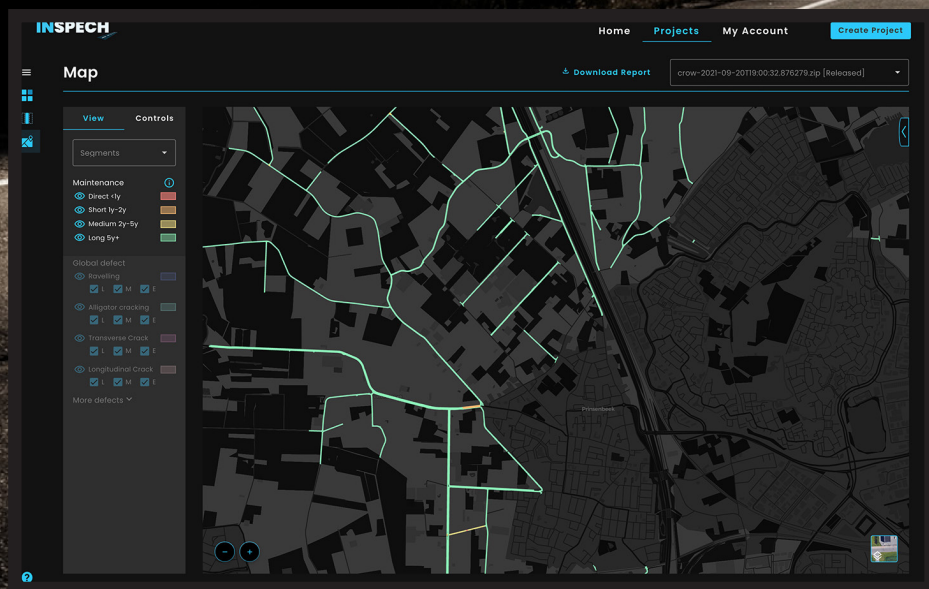 INSPECH
Home
Projects
My Account
Create Project
Map
Download Report
crow-2021-09-20T19:00:32.876279.zip [Released]
View
Controls
Segments
Maintenance
Direct <1y
Short 1y-2y
Medium 2y-5y
Long 5y+
Global defect
Ravelling
L M E
Alligator cracking
L M E
Transverse Crack
L M E
Longitudinal Crack
L M E
More defects
Prinsenbeek